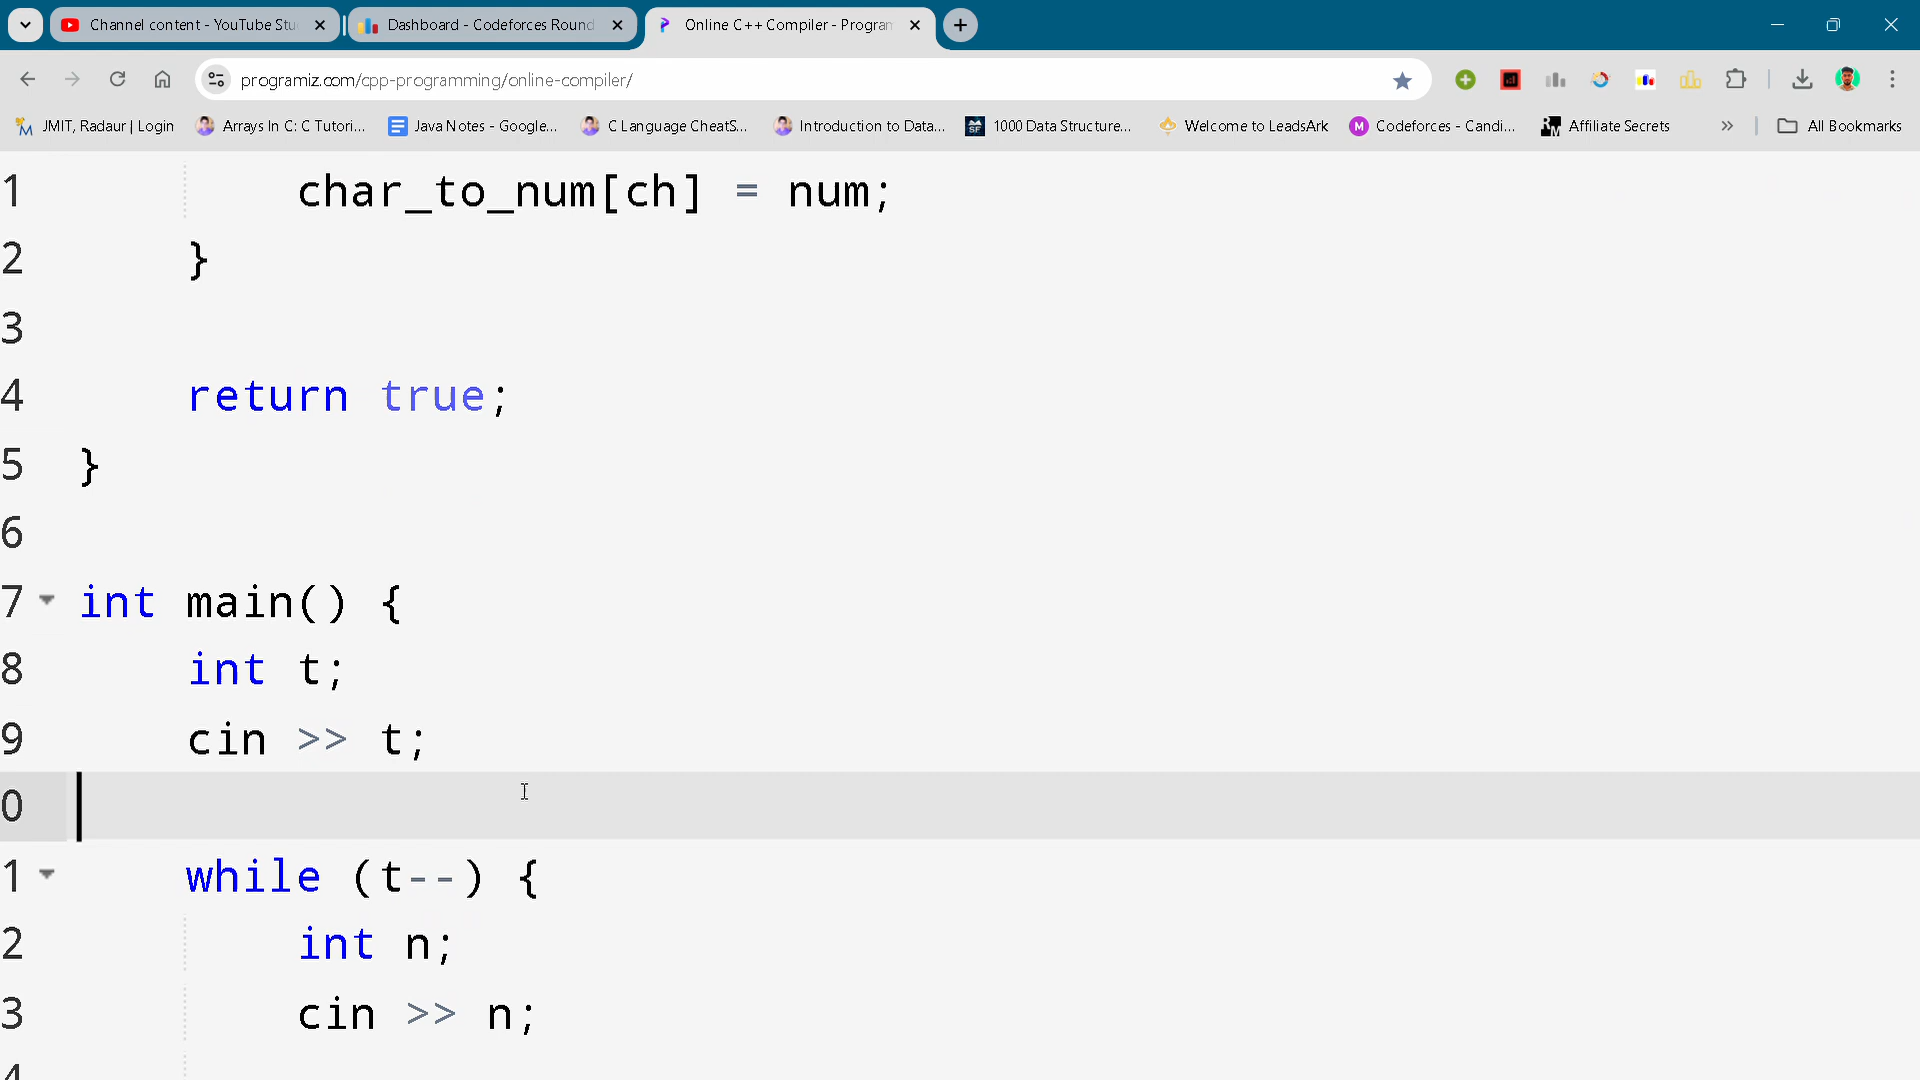 Channel content - YouTube Stu
Dashboard - Codeforces Round
Online C++ Compiler - Program
programiz.com/cpp-programming/online-compiler/
JMIT, Radaur | Login
Arrays In C: C Tutori...
Java Notes - Google...
C Language CheatS...
Introduction to Data...
1000 Data Structure...
Welcome to LeadsArk
Codeforces - Candi...
Affiliate Secrets
All Bookmarks
1 char_to_num[ch] = num;
2 }
3
4 return true;
5 }
6
7 int main() {
8 int t;
9 cin >> t;
0
1 while (t--) {
2 int n;
3 cin >> n;
4